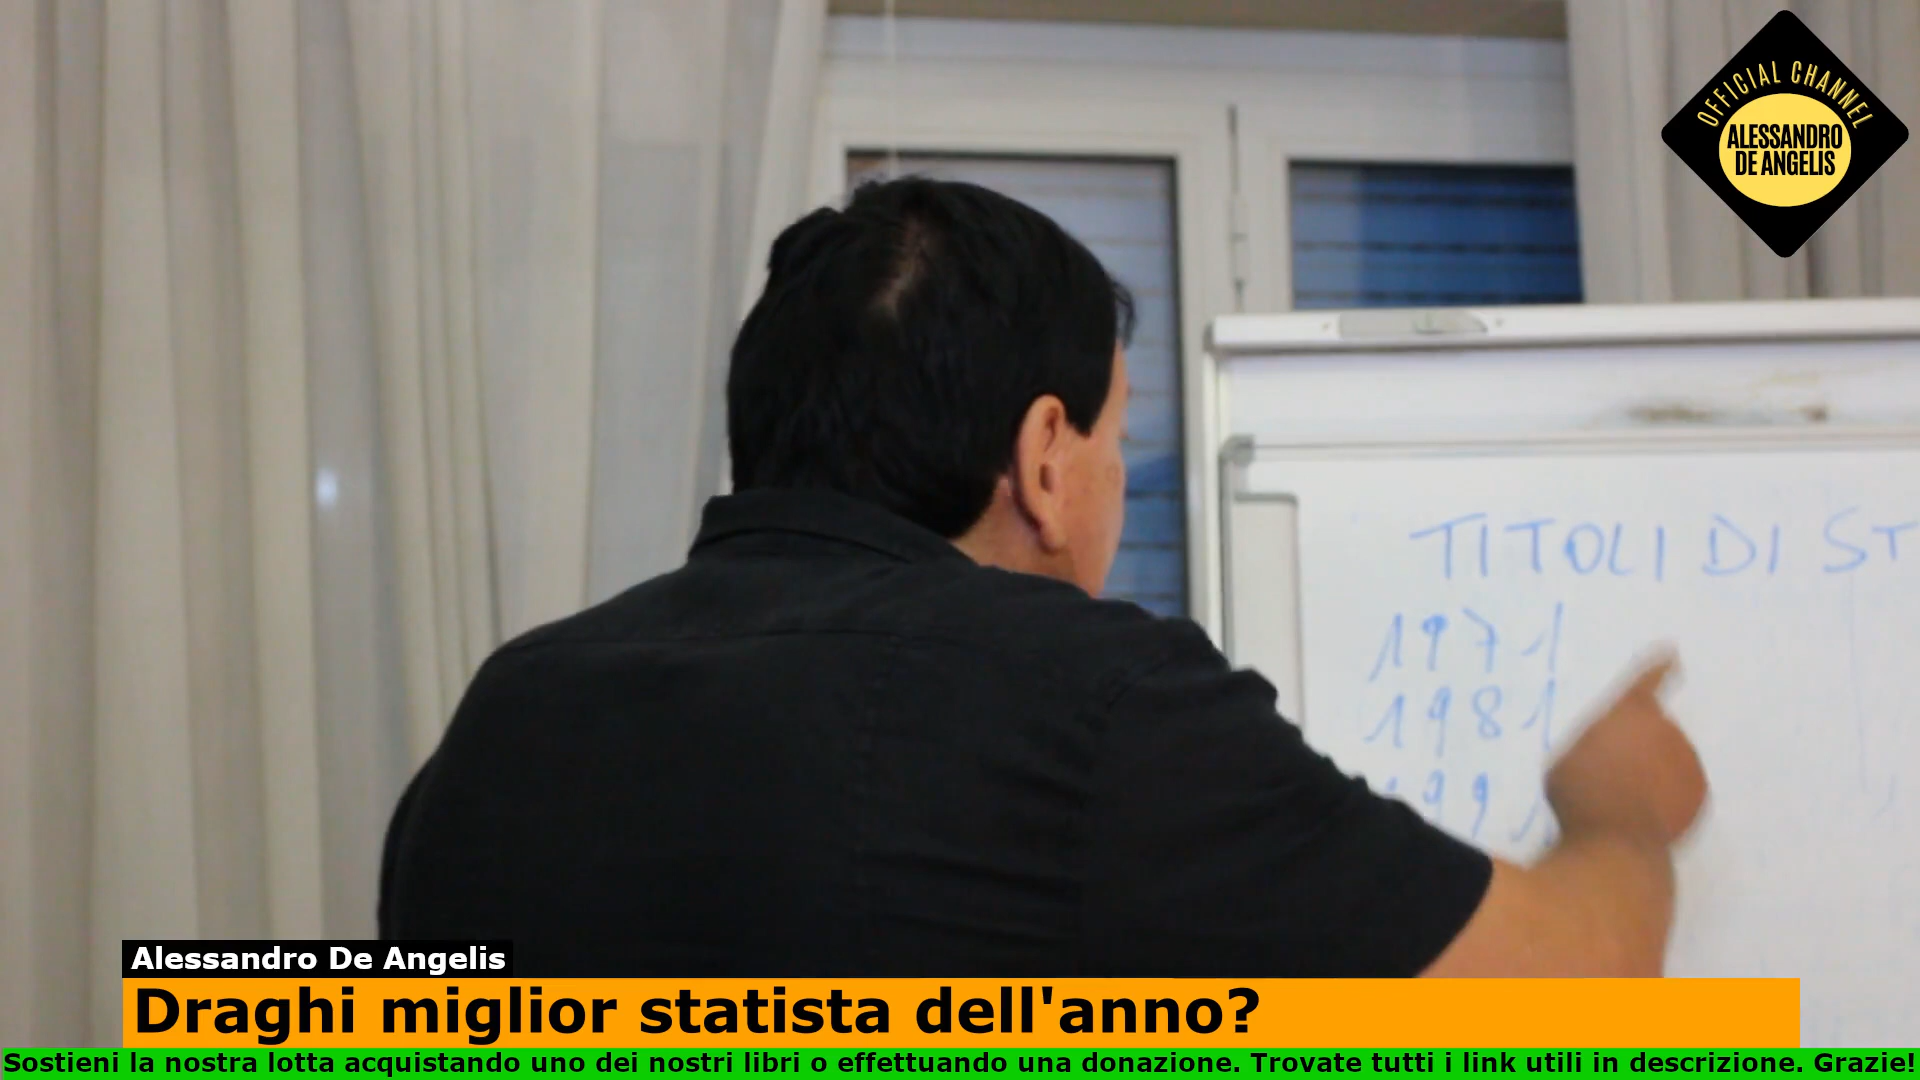 OFFICIAL CHANNEL
ALESSANDRO
DE ANGELIS
TITOLI DI ST
1971
1981
1991
Alessandro De Angelis
Draghi miglior statista dell'anno?
Sostieni la nostra lotta acquistando uno dei nostri libri o effettuando una donazione. Trovate tutti i link utili in descrizione. Grazie!